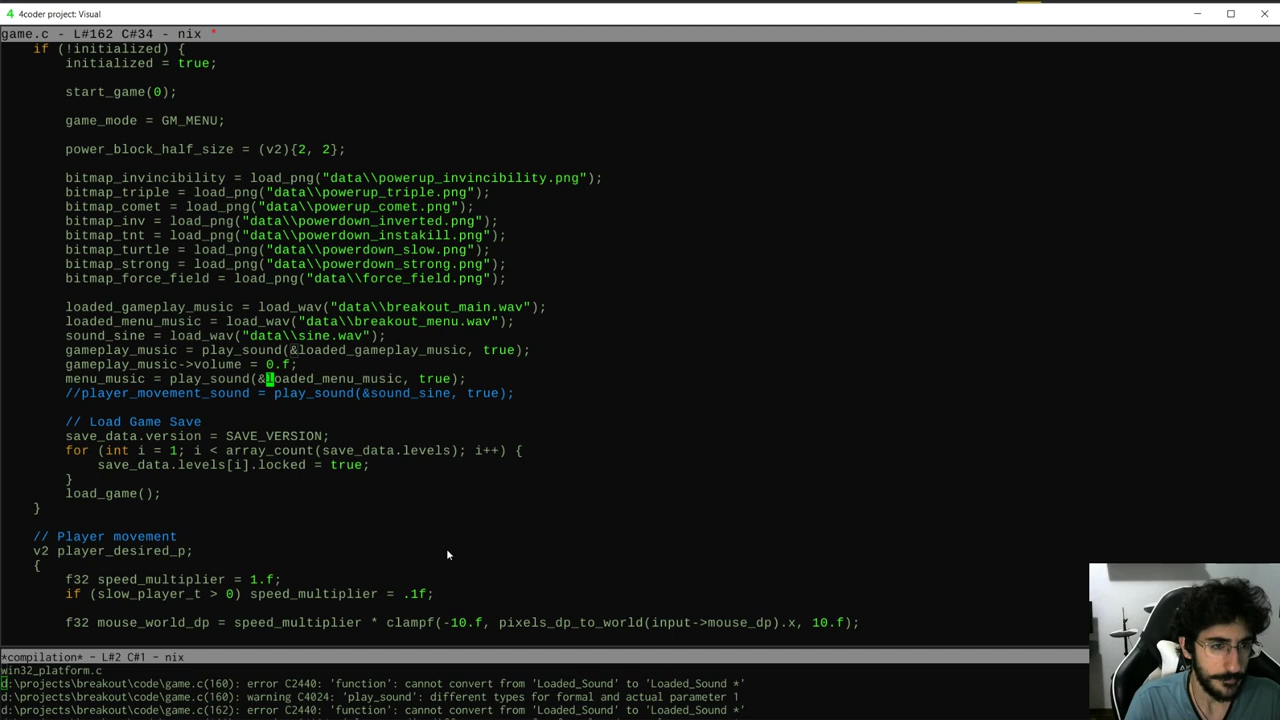 4 4coder project: Visual
game.c - L#162 C#34 - nix *
if (!initialized) {
initialized = true;
start_game(0);
game_mode = GM_MENU;
power_block_half_size = (v2){2, 2};
bitmap_invincibility = load_png("data\\powerup_invincibility.png");
bitmap_triple = load_png("data\\powerup_triple.png");
bitmap_comet = load_png("data\\powerup_comet.png");
bitmap_inv = load_png("data\\powerdown_inverted.png");
bitmap_tnt = load_png("data\\powerdown_instakill.png");
bitmap_turtle = load_png("data\\powerdown_slow.png");
bitmap_strong = load_png("data\\powerdown_strong.png");
bitmap_force_field = load_png("data\\force_field.png");
loaded_gameplay_music = load_wav("data\\breakout_main.wav");
loaded_menu_music = load_wav("data\\breakout_menu.wav");
sound_sine = load_wav("data\\sine.wav");
gameplay_music = play_sound(&loaded_gameplay_music, true);
gameplay_music->volume = 0.f;
menu_music = play_sound(&loaded_menu_music, true);
//player_movement_sound = play_sound(&sound_sine, true);
// Load Game Save
save_data.version = SAVE_VERSION;
for (int i = 1; i < array_count(save_data.levels); i++) {
save_data.levels[i].locked = true;
}
load_game();
}
// Player movement
v2 player_desired_p;
{
f32 speed_multiplier = 1.f;
if (slow_player_t > 0) speed_multiplier = .1f;
f32 mouse_world_dp = speed_multiplier * clampf(-10.f, pixels_dp_to_world(input->mouse_dp).x, 10.f);
*compilation* - L#2 C#1 - nix
win32_platform.c
d:\projects\breakout\code\game.c(160): error C2440: 'function': cannot convert from 'Loaded_Sound' to 'Loaded_Sound *'
d:\projects\breakout\code\game.c(160): warning C4024: 'play_sound': different types for formal and actual parameter 1
d:\projects\breakout\code\game.c(162): error C2440: 'function': cannot convert from 'Loaded_Sound' to 'Loaded_Sound *'